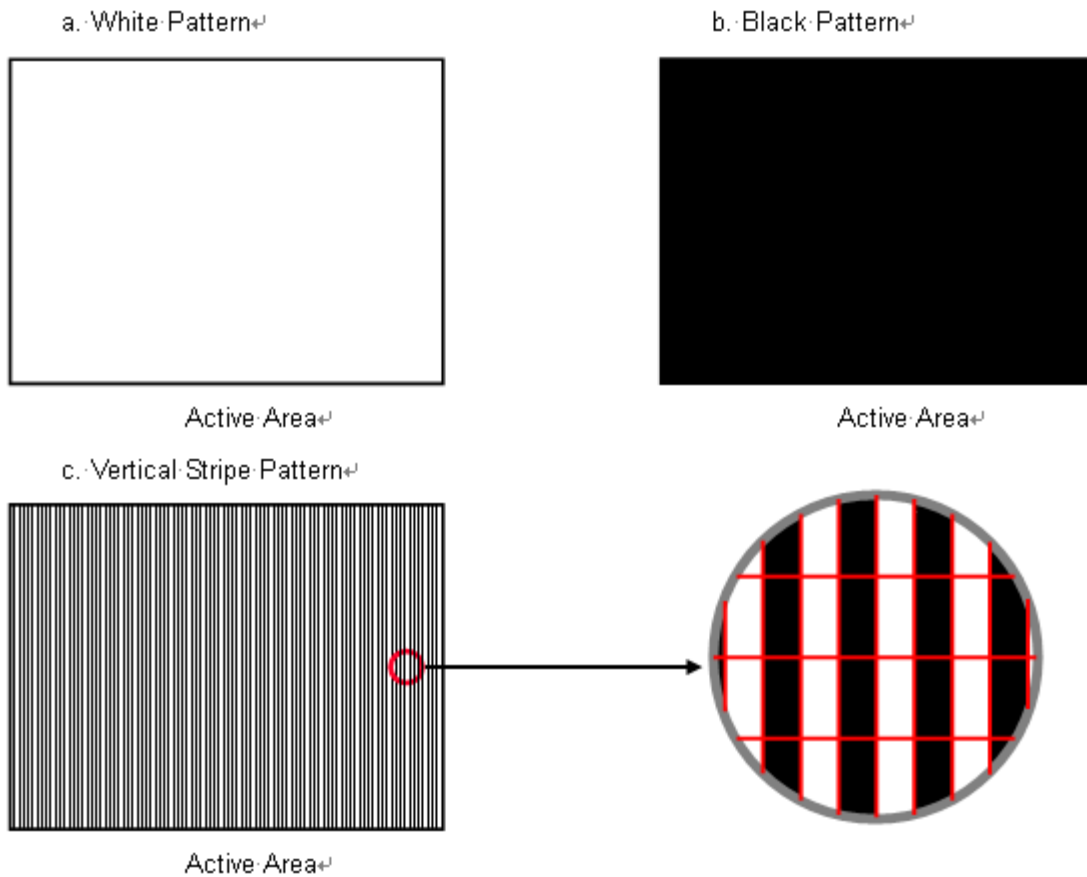 a. White Pattern
b. Black Pattern
Active Area
Active Area
c. Vertical Stripe Pattern
Active Area